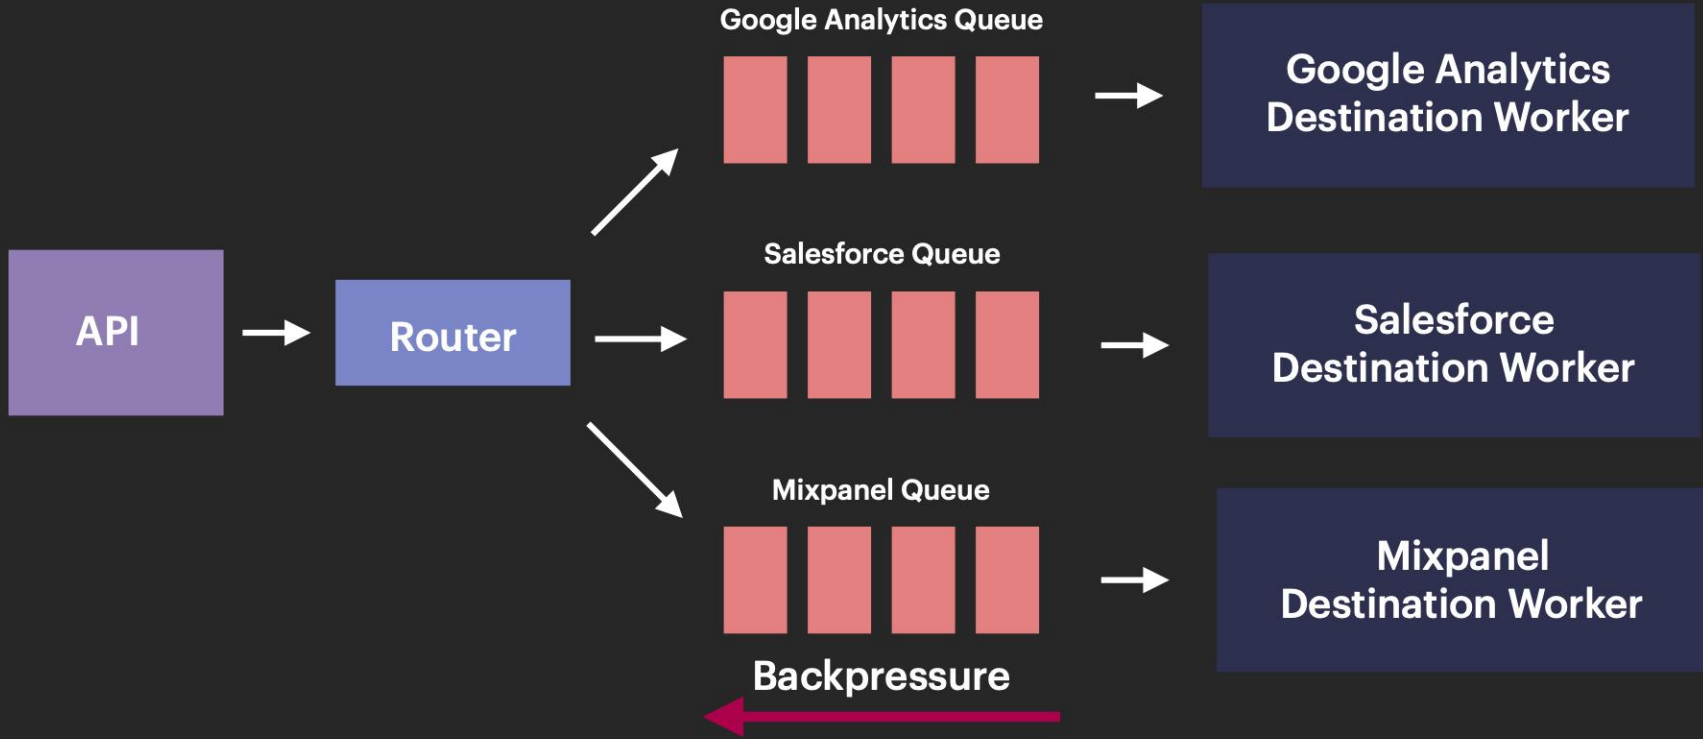 Google Analytics Queue
Google Analytics
Destination Worker
Salesforce Queue
API
Router
Salesforce
Destination Worker
Mixpanel Queue
Mixpanel
Destination Worker
Backpressure